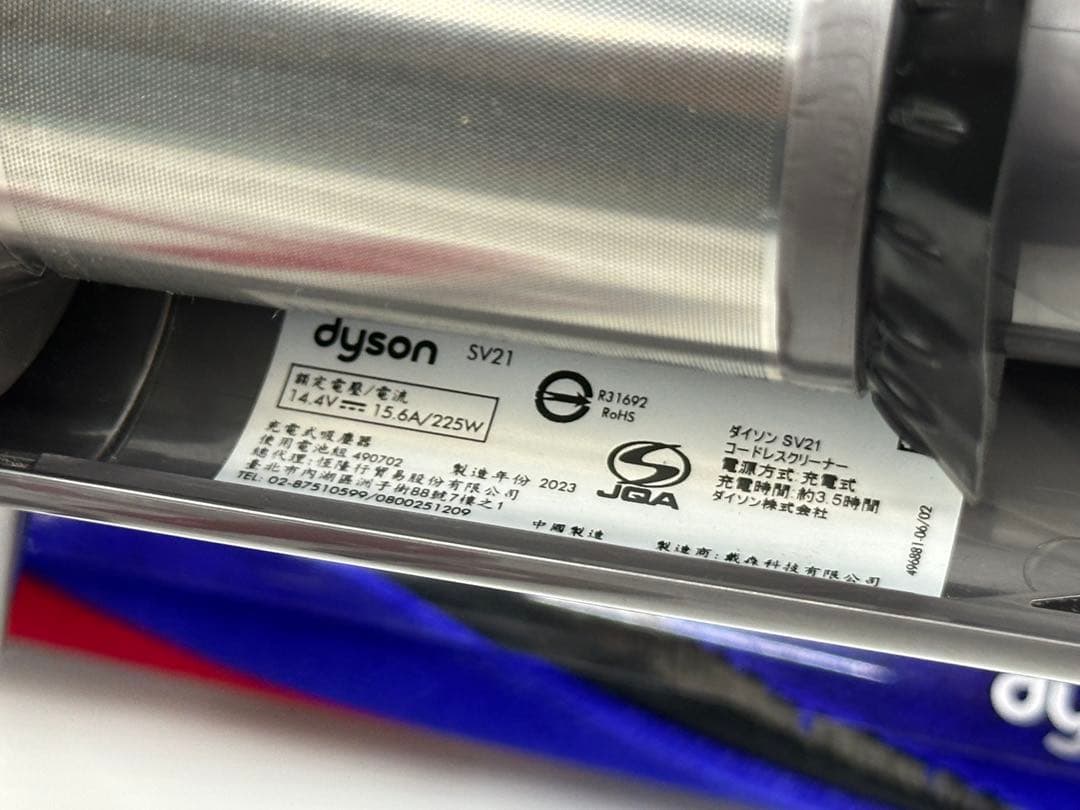 dyson SV21
額定電壓/電流
14.4V 15.6A/225W
R31692
RoHS
充電式吸塵器
使用電池組 490702
製造年份 2023
總代理:恆隆行貿易股份有限公司
臺北市內湖區洲子街88號7樓之1
TEL: 02-87510599/0800251209
中國製造
製造商:戴森科技有限公司
JQA
ダイソン SV21
コードレスクリーナー
電源方式:充電式
充電時間:約3.5時間
ダイソン株式会社
496881-06/02
dy